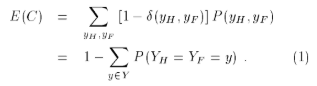 E(C) = ∑_{y_H, y_F} [1 − δ(y_H, y_F)] P(y_H, y_F)
= 1 − ∑_{y∈Y} P(Y_H = Y_F = y) . (1)